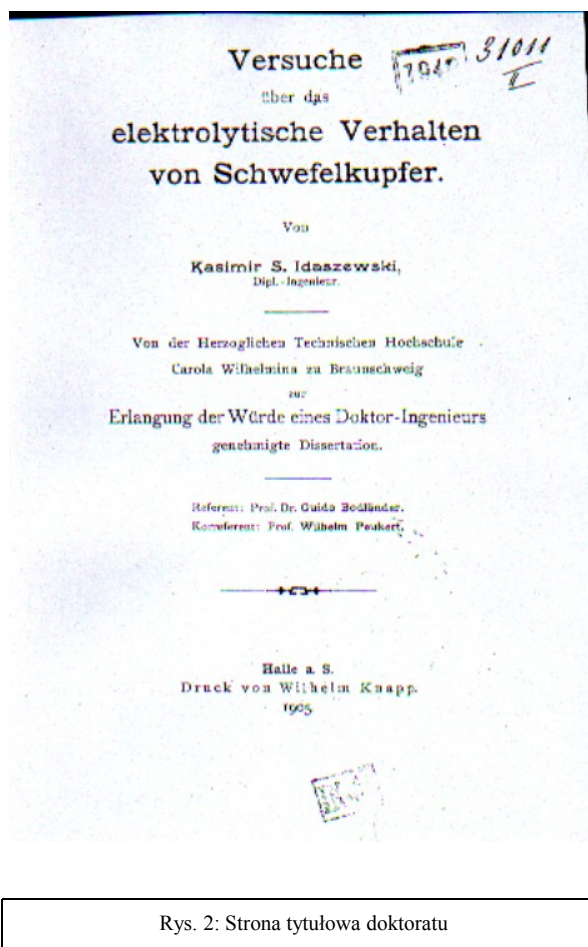 Versuche
31011
II
über das
elektrolytische Verhalten
von Schwefelkupfer.
Von
Kasimir S. Idaszewski,
Dipl.-Ingenieur.
Von der Herzoglichen Technischen Hochschule
Carola Wilhelmina zu Braunschweig
zur
Erlangung der Würde eines Doktor-Ingenieurs
genehmigte Dissertation.
Referent: Prof. Dr. Guido Bodländer.
Korreferent: Prof. Wilhelm Peukert.
Halle a. S.
Druck von Wilhelm Knapp.
1905
Rys. 2: Strona tytułowa doktoratu